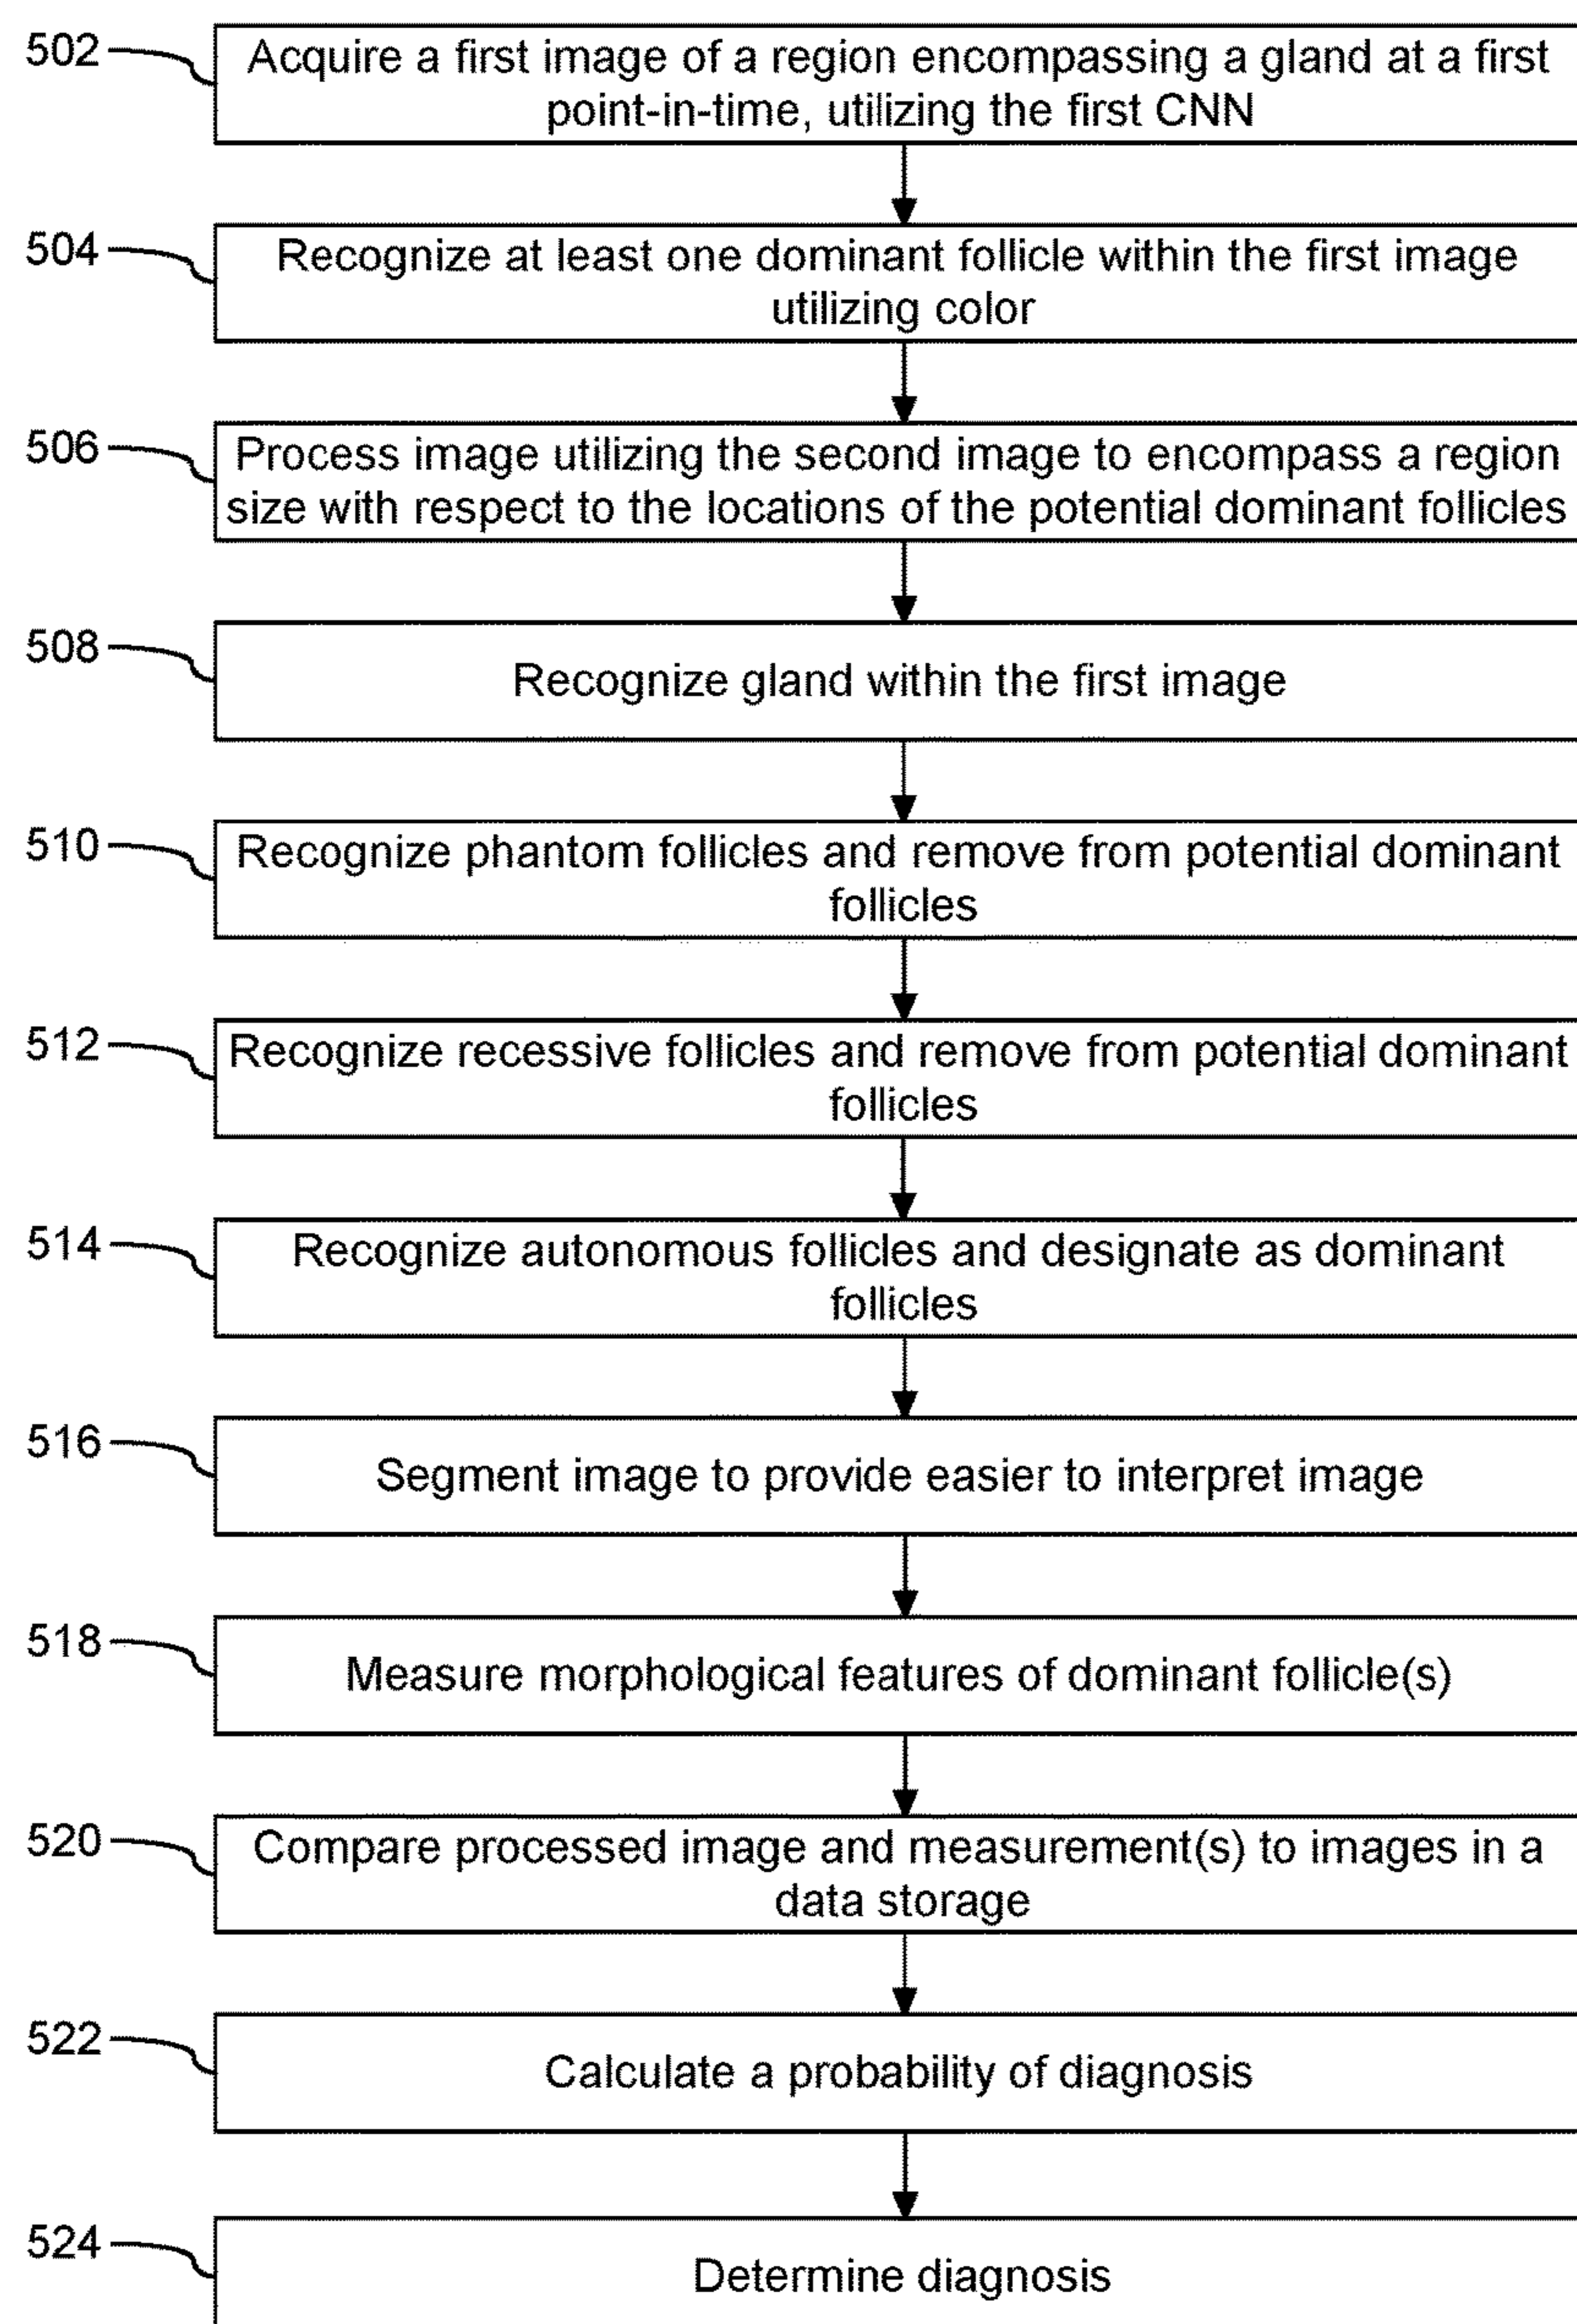 502
Acquire a first image of a region encompassing a gland at a first
point-in-time, utilizing the first CNN
504
Recognize at least one dominant follicle within the first image
utilizing color
506
Process image utilizing the second image to encompass a region
size with respect to the locations of the potential dominant follicles
508
Recognize gland within the first image
510
Recognize phantom follicles and remove from potential dominant
follicles
512
Recognize recessive follicles and remove from potential dominant
follicles
514
Recognize autonomous follicles and designate as dominant
follicles
516
Segment image to provide easier to interpret image
518
Measure morphological features of dominant follicle(s)
520
Compare processed image and measurement(s) to images in a
data storage
522
Calculate a probability of diagnosis
524
Determine diagnosis